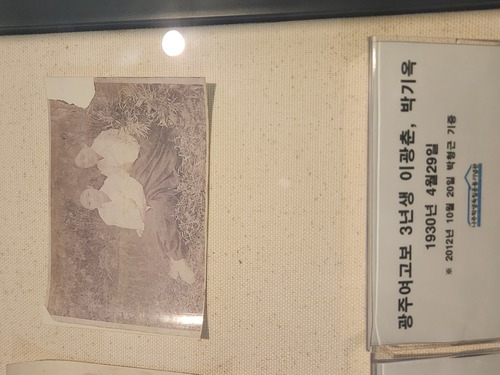 광주여고보 3년생 이광춘, 박기옥
1930년 4월29일
※ 2012년 10월 20일 박형근 기증